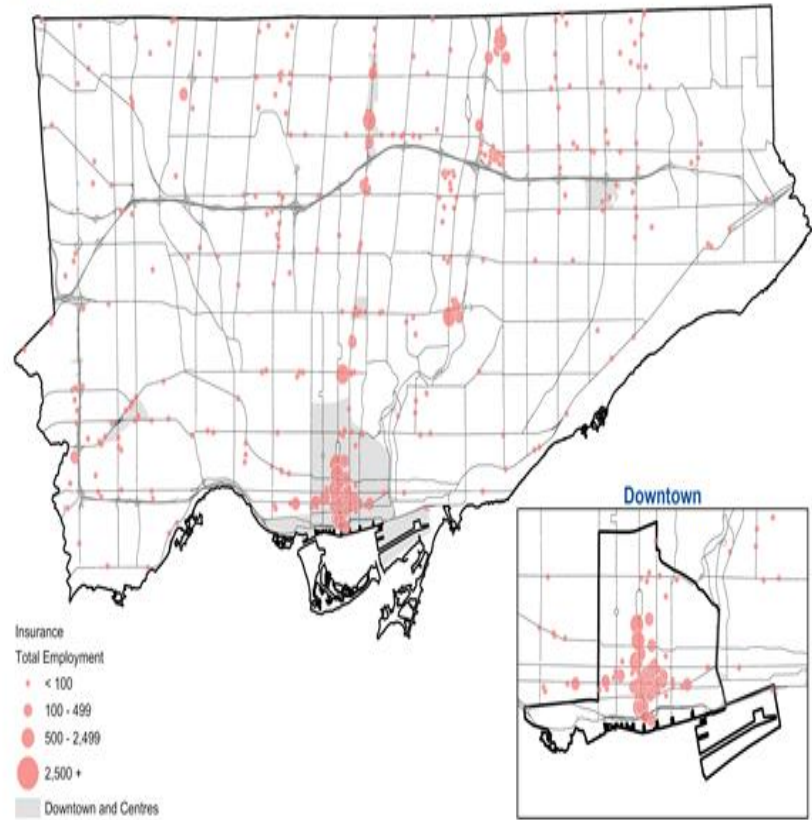 Downtown
Insurance
Total Employment
< 100
100 - 499
500 - 2,499
2,500 +
Downtown and Centres